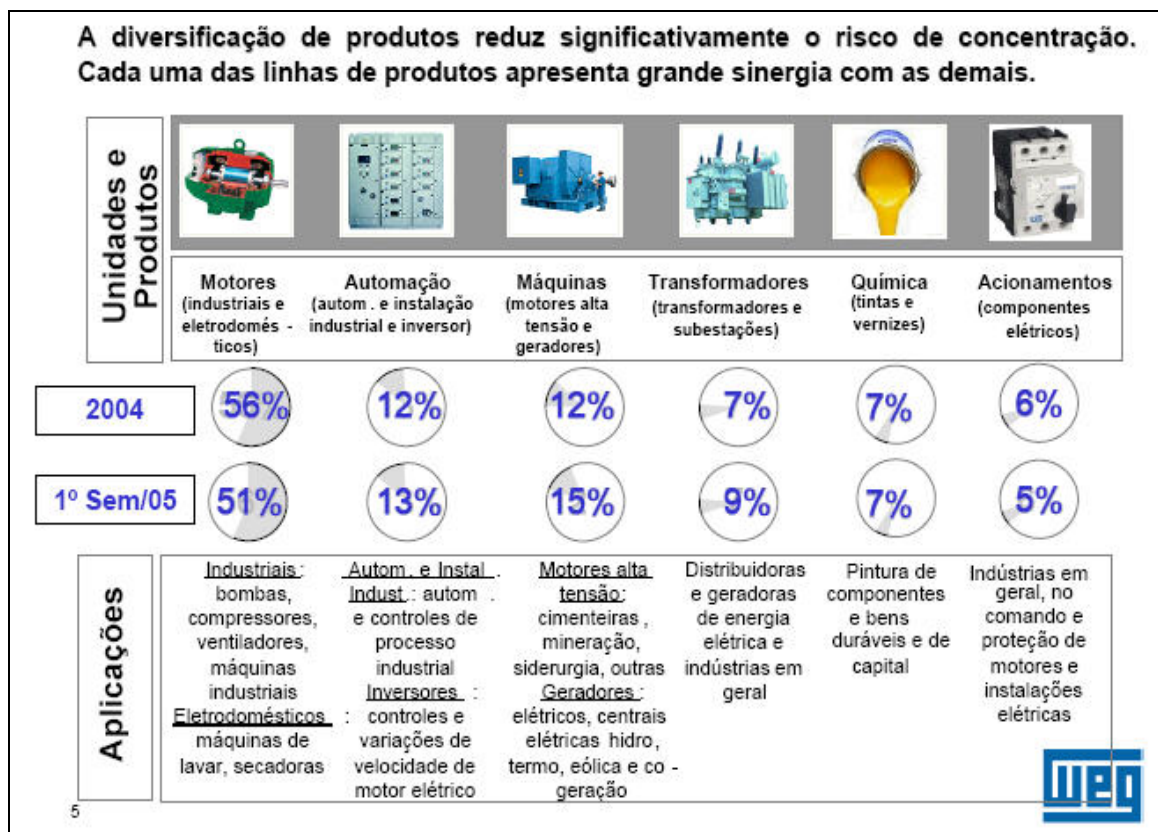 A diversificação de produtos reduz significativamente o risco de concentração.
Cada uma das linhas de produtos apresenta grande sinergia com as demais.
Unidades e
Produtos
Motores
(industriais e
eletrodomés -
ticos)
Automação
(autom . e instalação
industrial e inversor)
Máquinas
(motores alta
tensão e
geradores)
Transformadores
(transformadores e
subestações)
Química
(tintas e
vernizes)
Acionamentos
(componentes
elétricos)
2004
56%
12%
12%
7%
7%
6%
1º Sem/05
51%
13%
15%
9%
7%
5%
Aplicações
Industriais :
bombas,
compressores,
ventiladores,
máquinas
industriais
Eletrodomésticos :
máquinas de
lavar, secadoras
Autom . e Instal .
Indust .: autom .
e controles de
processo
industrial
Inversores :
controles e
variações de
velocidade de
motor elétrico
Motores alta
tensão :
cimenteiras ,
mineração,
siderurgia, outras
Geradores :
elétricos, centrais
elétricas hidro ,
termo, eólica e co -
geração
Distribuidoras
e geradoras
de energia
elétrica e
indústrias em
geral
Pintura de
componentes
e bens
duráveis e de
capital
Indústrias em
geral, no
comando e
proteção de
motores e
instalações
elétricas
weg
5